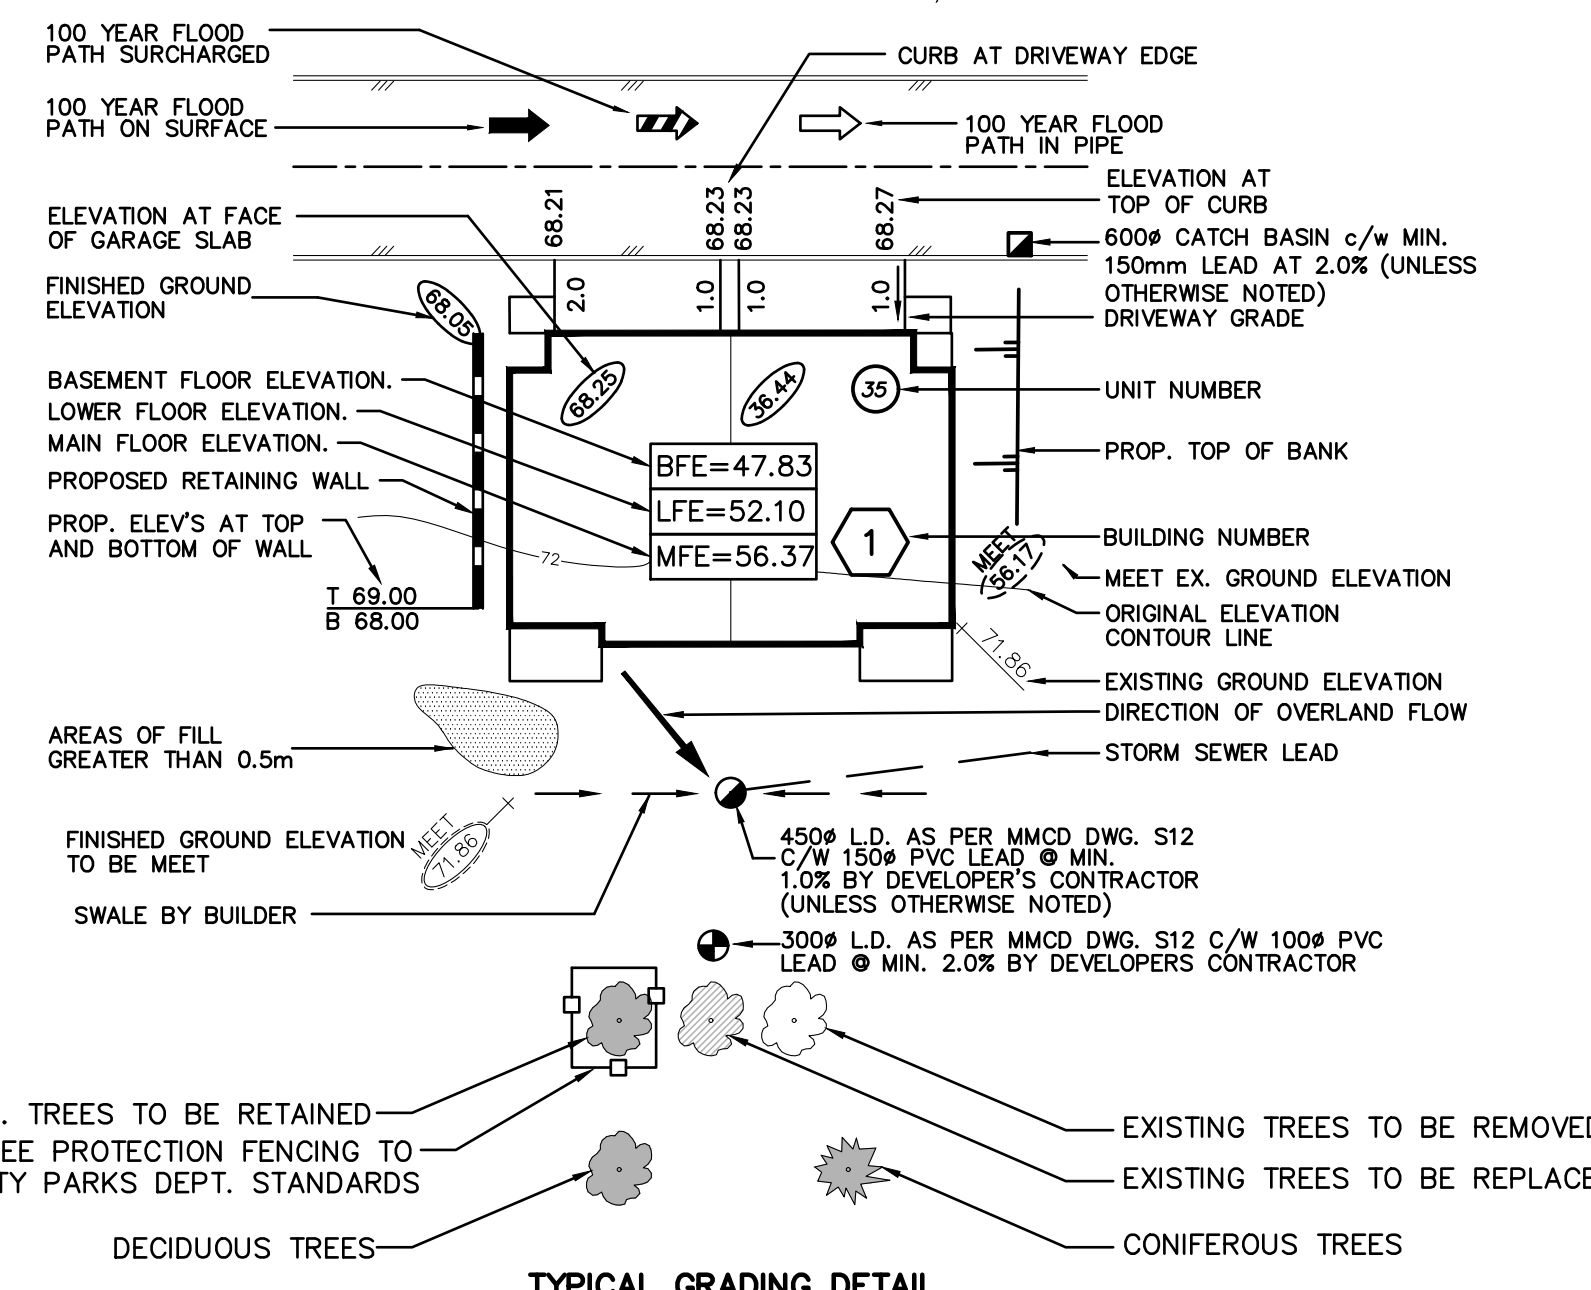 100 YEAR FLOOD
PATH SURCHARGED
CURB AT DRIVEWAY EDGE
100 YEAR FLOOD
PATH ON SURFACE
100 YEAR FLOOD
PATH IN PIPE
ELEVATION AT
TOP OF CURB
68.21
68.23
68.23
68.27
ELEVATION AT FACE
OF GARAGE SLAB
600ø CATCH BASIN c/w MIN.
150mm LEAD AT 2.0% (UNLESS
OTHERWISE NOTED)
FINISHED GROUND
ELEVATION
68.05
2.0
1.0
1.0
1.0
DRIVEWAY GRADE
68.25
36.44
35
UNIT NUMBER
BASEMENT FLOOR ELEVATION.
LOWER FLOOR ELEVATION.
MAIN FLOOR ELEVATION.
BFE=47.83
LFE=52.10
MFE=56.37
PROP. TOP OF BANK
PROPOSED RETAINING WALL
PROP. ELEV'S AT TOP
AND BOTTOM OF WALL
72
1
BUILDING NUMBER
MEET
56.17
MEET EX. GROUND ELEVATION
T 69.00
B 68.00
ORIGINAL ELEVATION
CONTOUR LINE
71.86
EXISTING GROUND ELEVATION
DIRECTION OF OVERLAND FLOW
AREAS OF FILL
GREATER THAN 0.5m
STORM SEWER LEAD
FINISHED GROUND ELEVATION
TO BE MEET
MEET
71.86
450ø L.D. AS PER MMCD DWG. S12
C/W 150ø PVC LEAD @ MIN.
1.0% BY DEVELOPER'S CONTRACTOR
(UNLESS OTHERWISE NOTED)
SWALE BY BUILDER
300ø L.D. AS PER MMCD DWG. S12 C/W 100ø PVC
LEAD @ MIN. 2.0% BY DEVELOPERS CONTRACTOR
. TREES TO BE RETAINED
EE PROTECTION FENCING TO
TY PARKS DEPT. STANDARDS
EXISTING TREES TO BE REMOVED
EXISTING TREES TO BE REPLACE
DECIDUOUS TREES
CONIFEROUS TREES
TYPICAL GRADING DETAIL